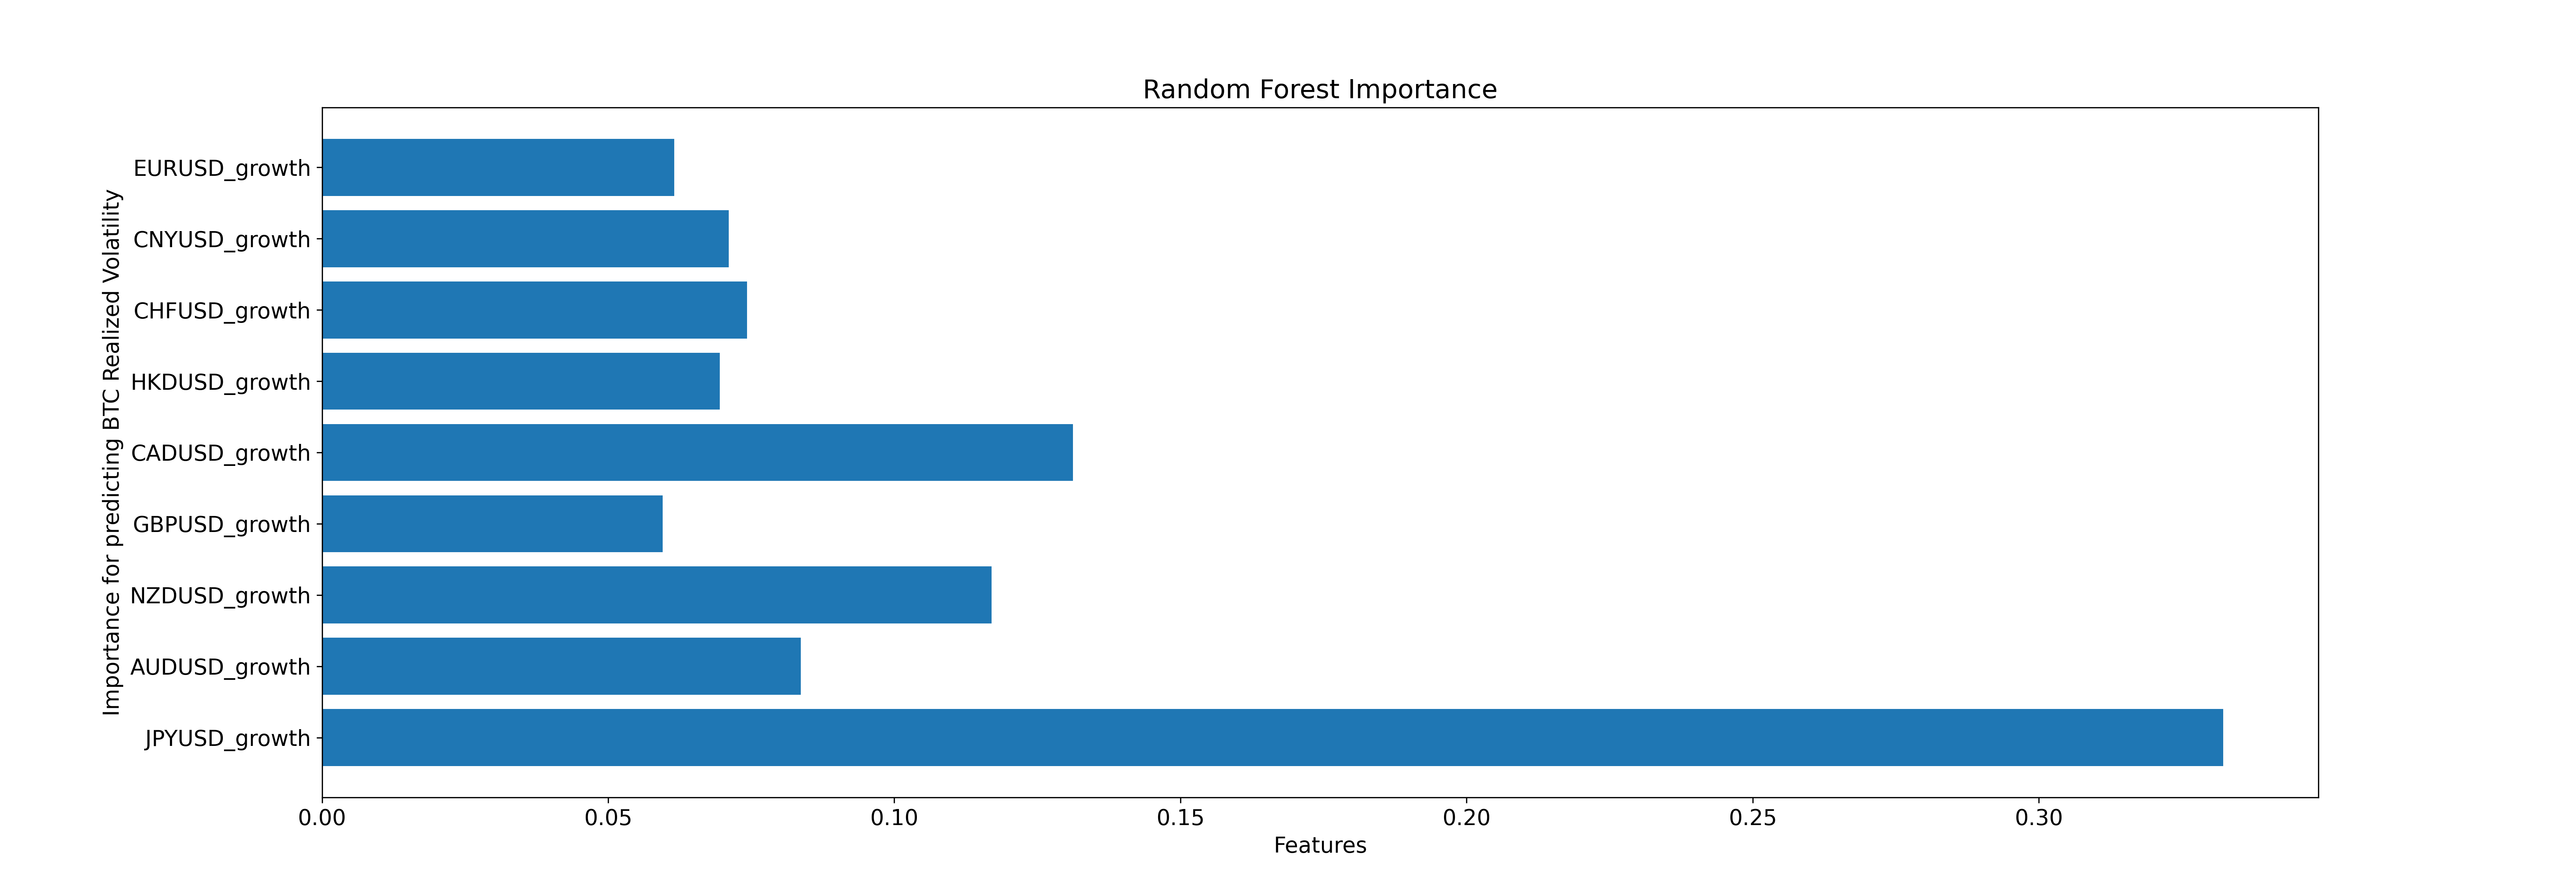 Random Forest Importance
Importance for predicting BTC Realized Volatility
EURUSD_growth
CNYUSD_growth
CHFUSD_growth
HKDUSD_growth
CADUSD_growth
GBPUSD_growth
NZDUSD_growth
AUDUSD_growth
JPYUSD_growth
0.00 0.05 0.10 0.15 0.20 0.25 0.30
Features